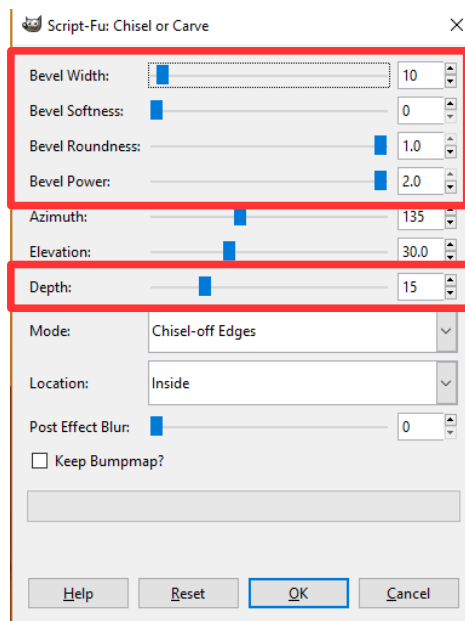 Script-Fu: Chisel or Carve
Bevel Width: 10
Bevel Softness: 0
Bevel Roundness: 1.0
Bevel Power: 2.0
Azimuth: 135
Elevation: 30.0
Depth: 15
Mode: Chisel-off Edges
Location: Inside
Post Effect Blur: 0
Keep Bumpmap?
Help Reset OK Cancel